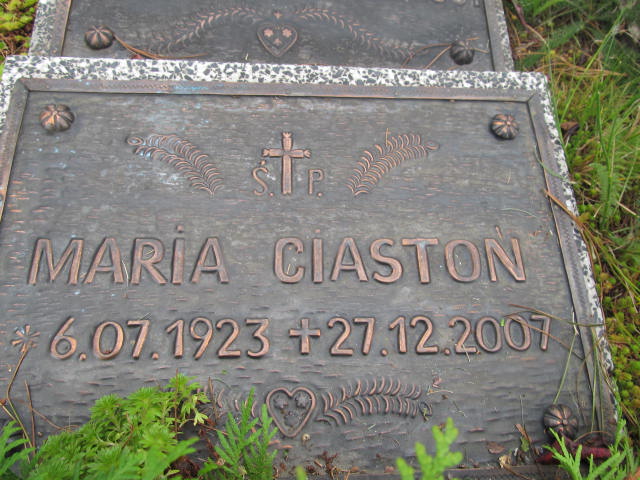 Ś. P.
MARIA CIASTOŃ
* 6.07.1923 + 27.12.2007